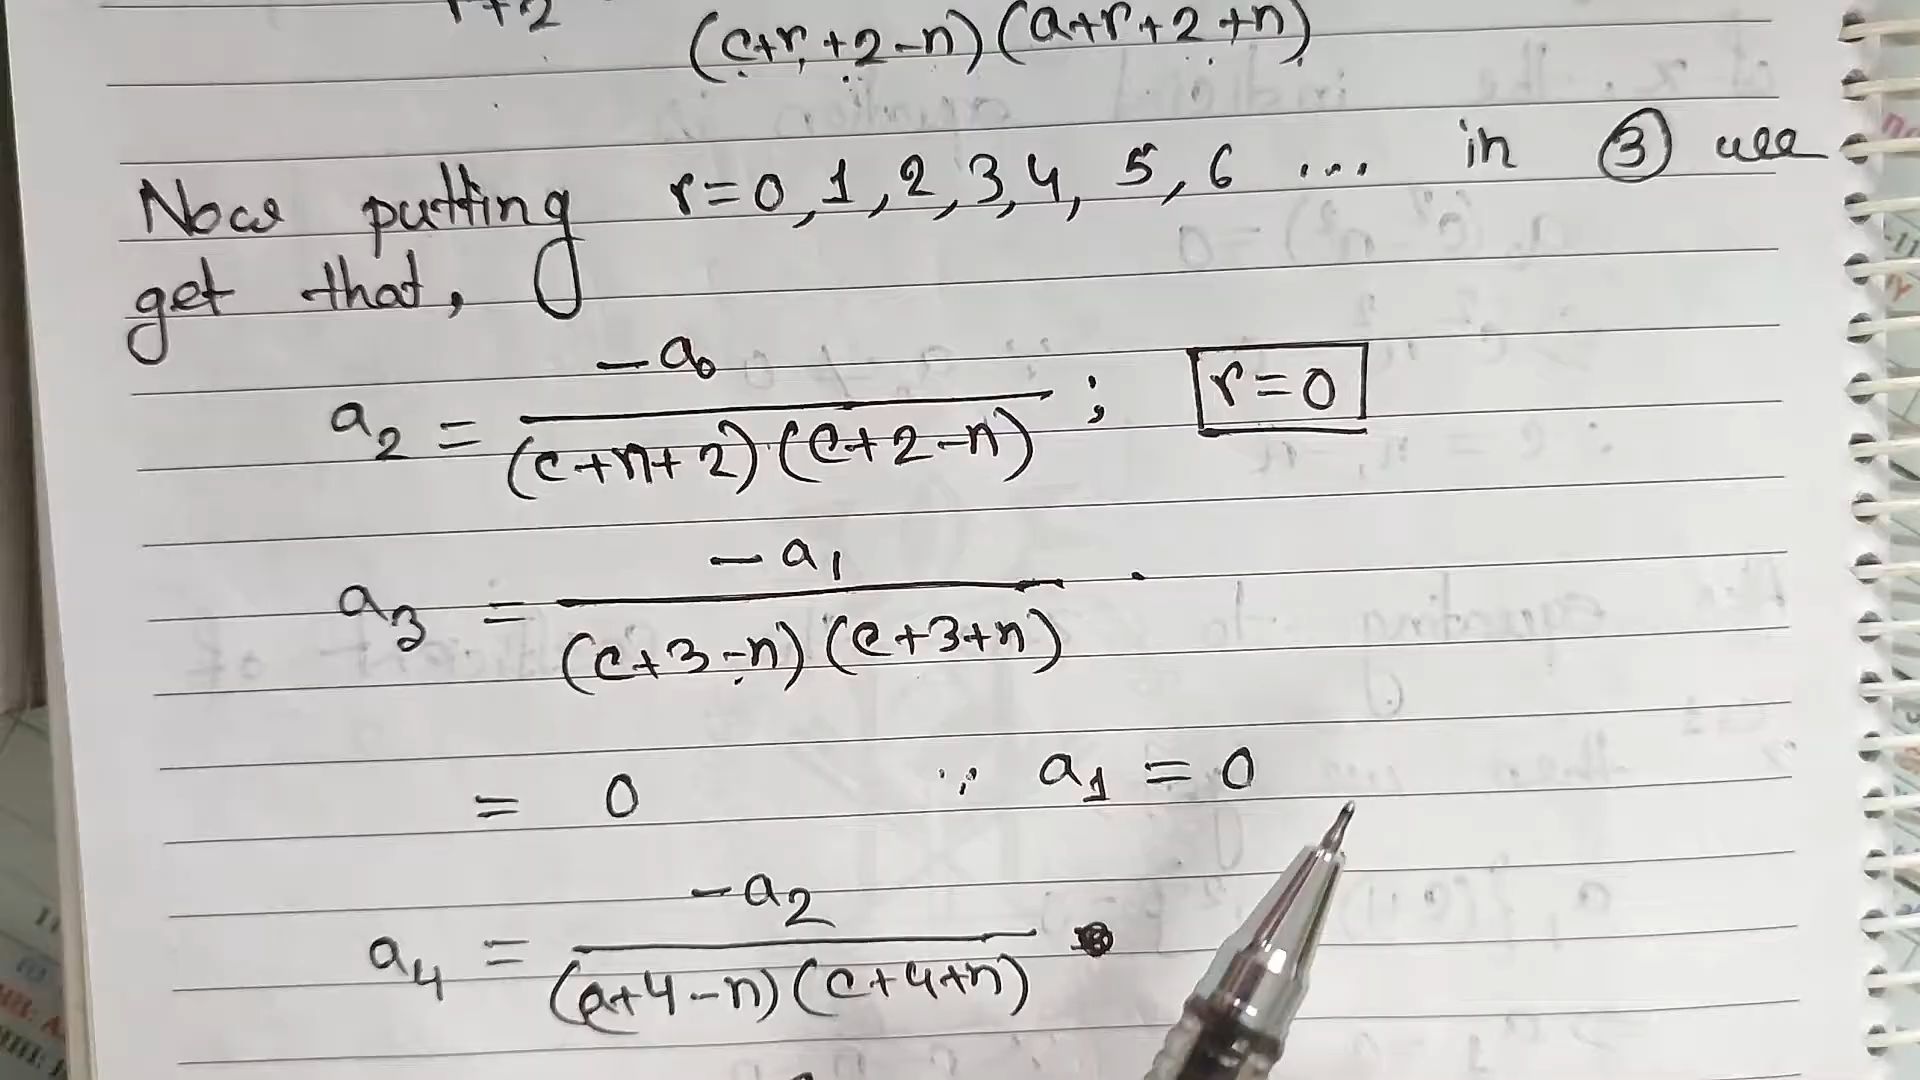 r+2
(c+r+2-n)(a+r+2+n)
Now putting r=0,1,2,3,4,5,6 ... in ③ we
get that,
a₂ = -a₀ / (c+n+2)(c+2-n) ; r=0
a₃ = -a₁ / (c+3-n)(c+3+n) .
= 0 ∵ a₁ = 0
a₄ = -a₂ / (c+4-n)(c+4+n)